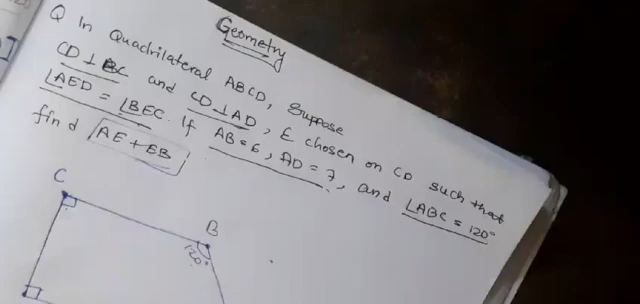 Geometry
Q In Quadrilateral ABCD, Suppose
CD ⊥ BC and CD ⊥ AD, E chosen on CD such that
∠AED = ∠BEC. If AB = 6, AD = 7, and ∠ABC = 120°
find AE + EB
C
B
120°